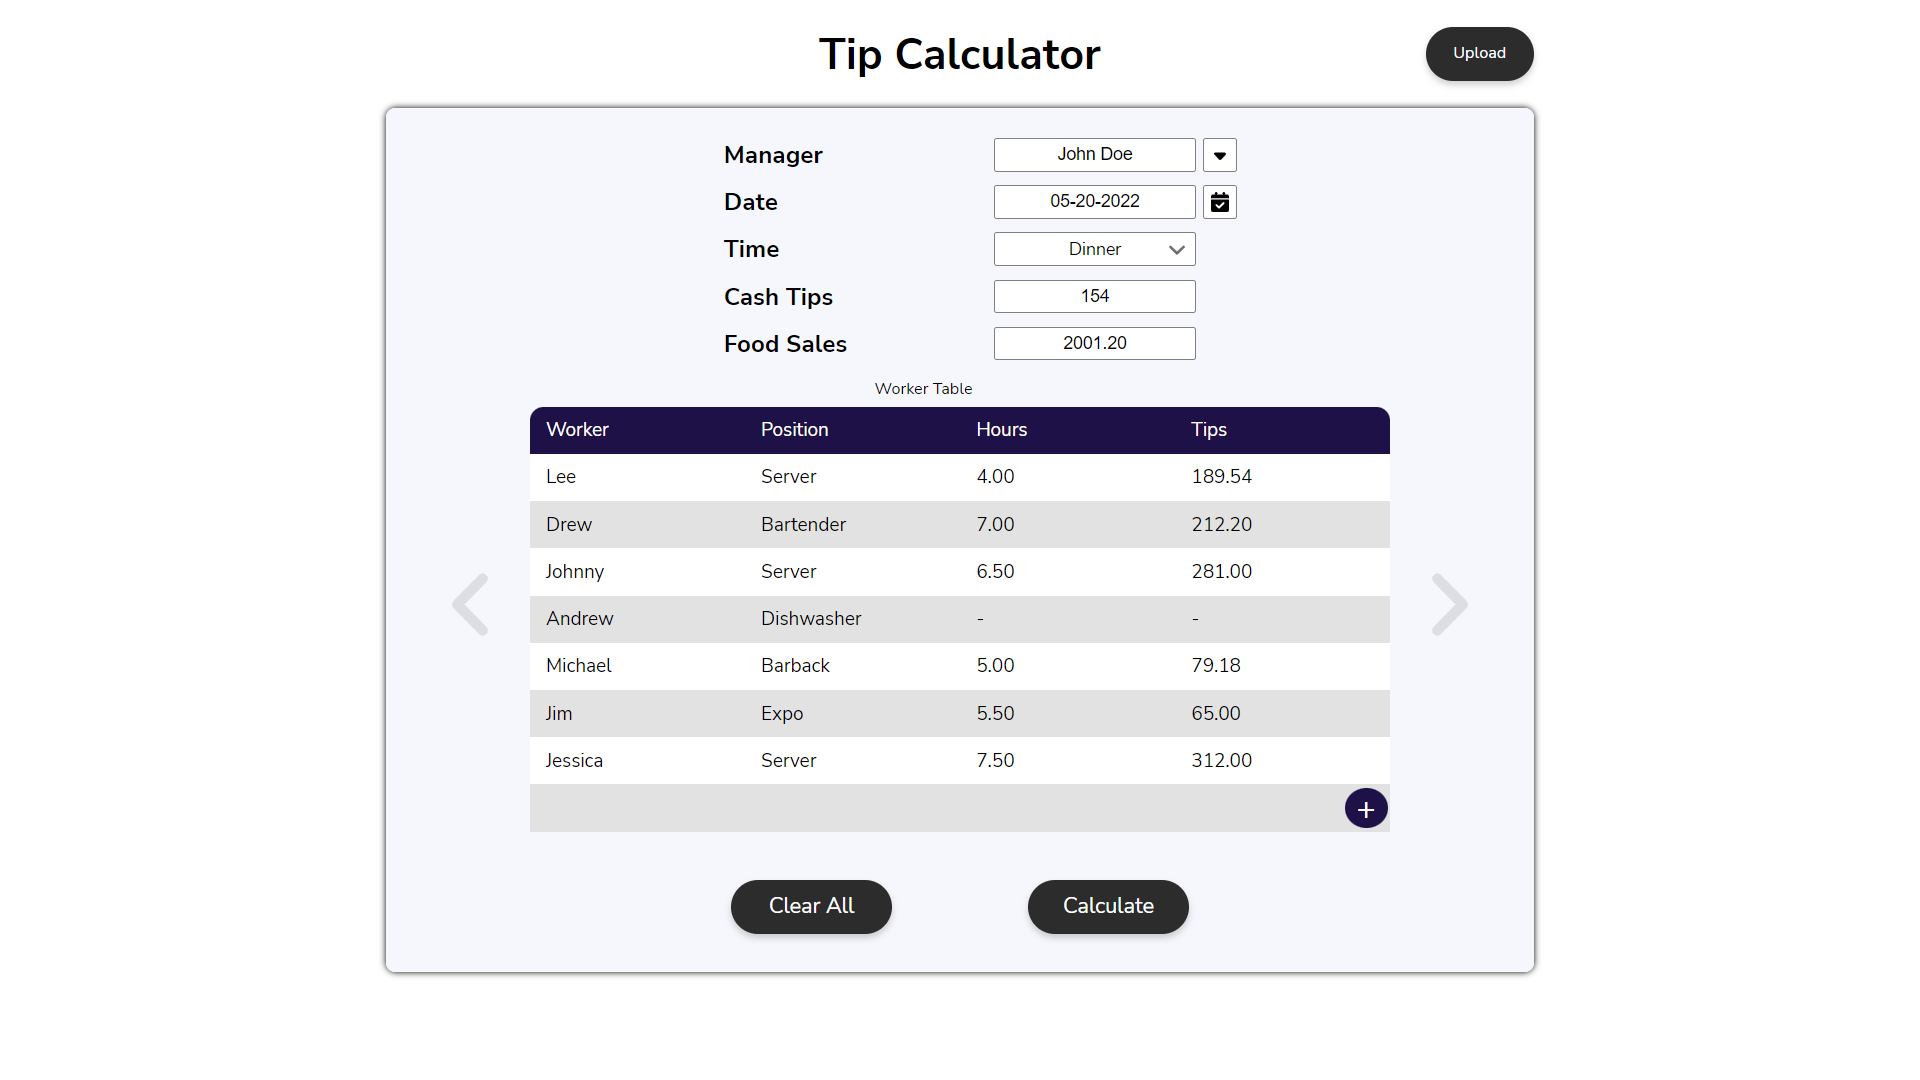 Tip Calculator
Upload
Manager John Doe
Date 05-20-2022
Time Dinner
Cash Tips 154
Food Sales 2001.20
Worker Table
Worker Position Hours Tips
Lee Server 4.00 189.54
Drew Bartender 7.00 212.20
Johnny Server 6.50 281.00
Andrew Dishwasher - -
Michael Barback 5.00 79.18
Jim Expo 5.50 65.00
Jessica Server 7.50 312.00
+
Clear All Calculate